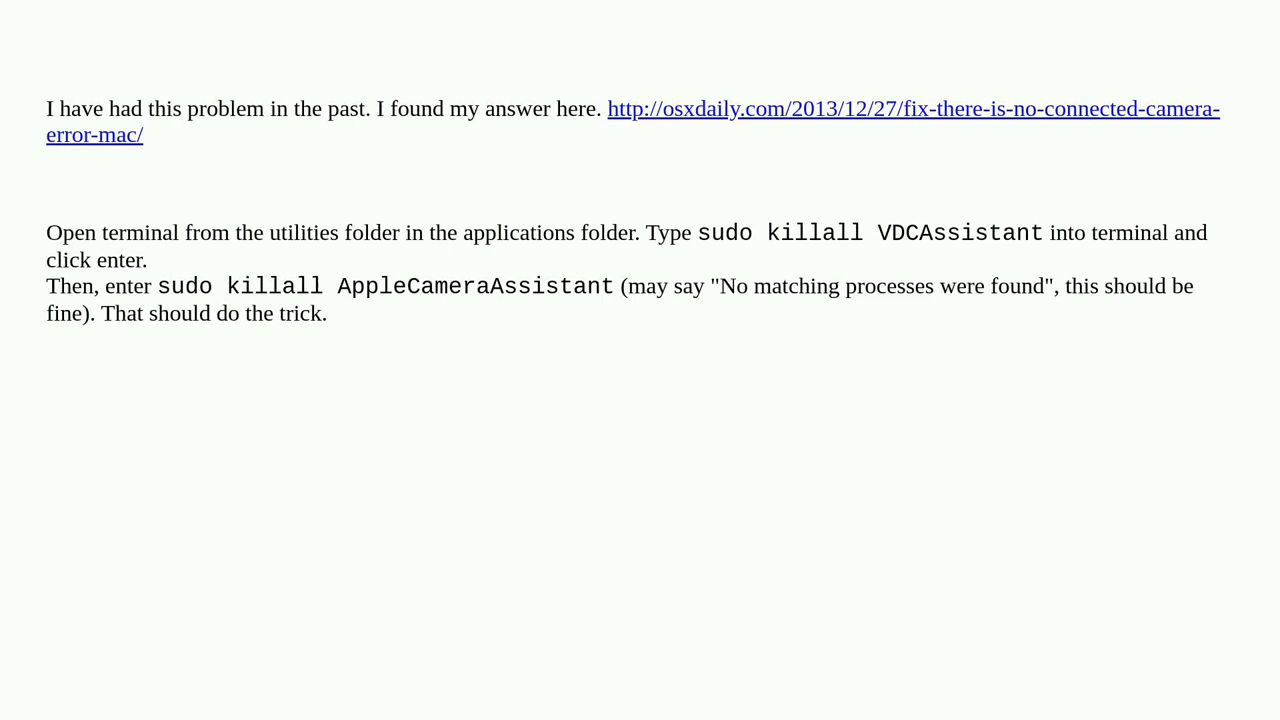 I have had this problem in the past. I found my answer here. http://osxdaily.com/2013/12/27/fix-there-is-no-connected-camera-
error-mac/
Open terminal from the utilities folder in the applications folder. Type sudo killall VDCAssistant into terminal and
click enter.
Then, enter sudo killall AppleCameraAssistant (may say "No matching processes were found", this should be
fine). That should do the trick.